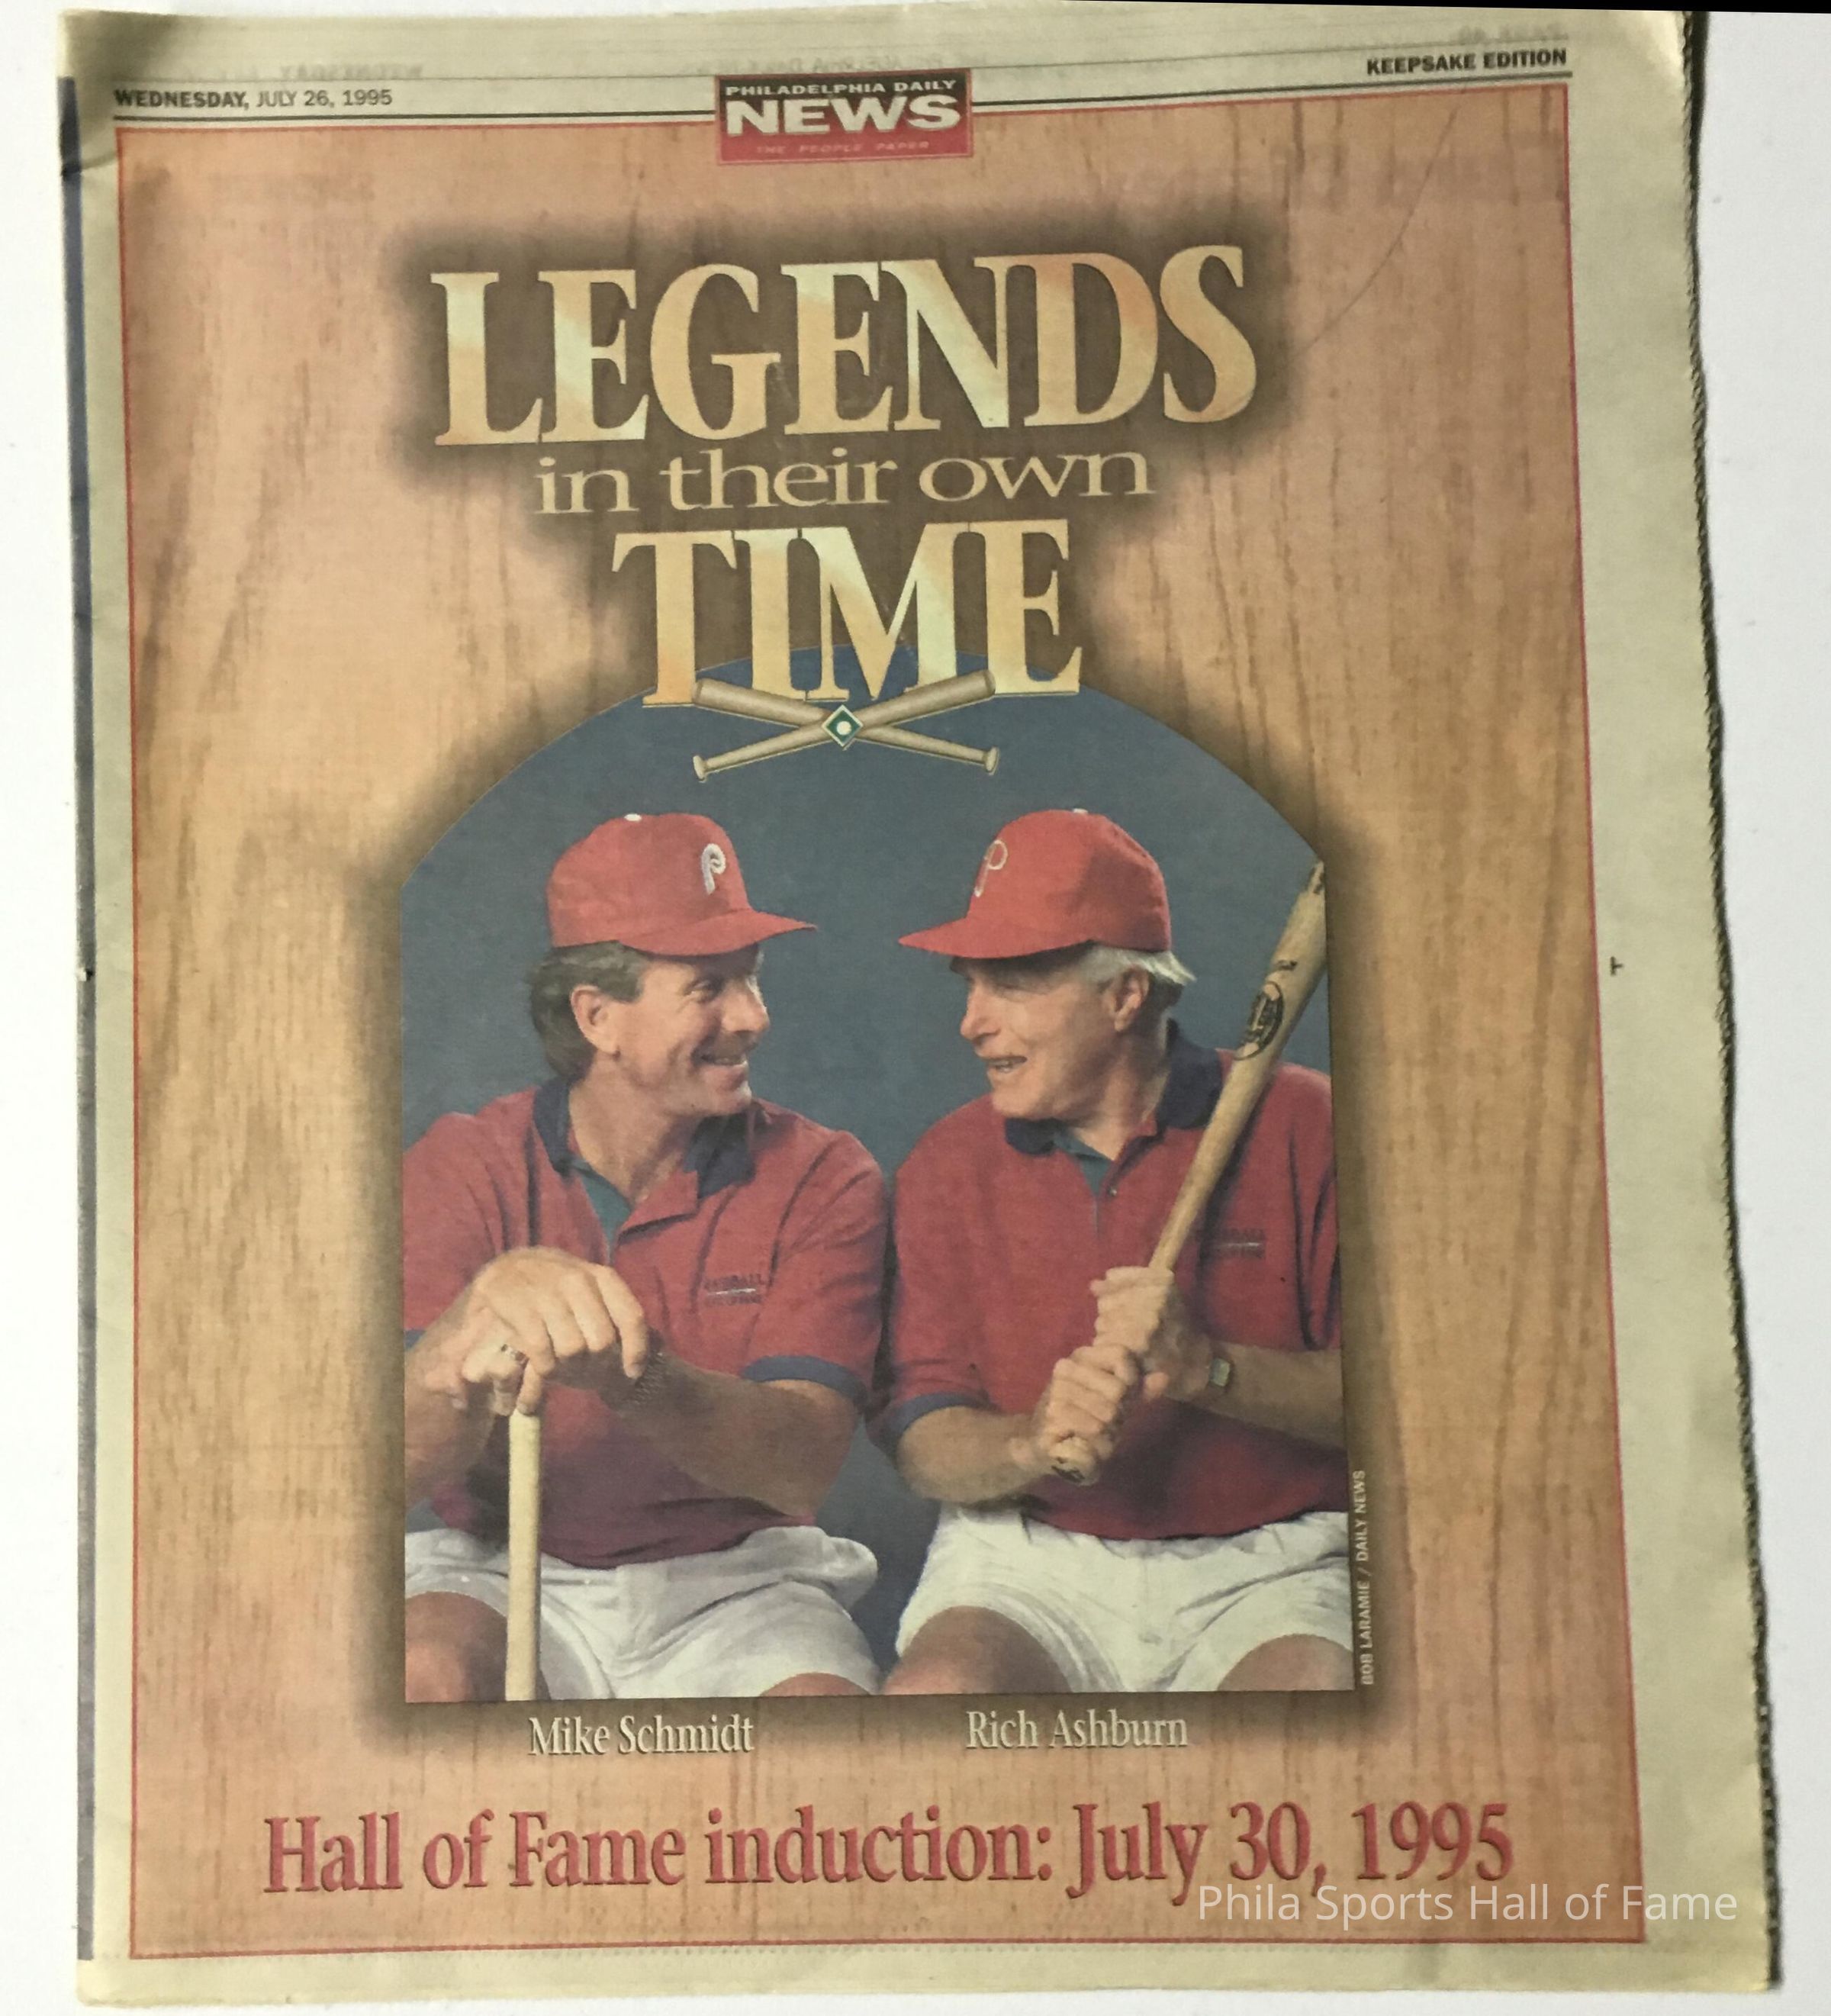 WEDNESDAY, JULY 26, 1995
PHILADELPHIA DAILY
NEWS
THE PEOPLE PAPER
KEEPSAKE EDITION
LEGENDS
in their own
TIME
P
P
BOB LARAMIE / DAILY NEWS
Mike Schmidt
Rich Ashburn
Hall of Fame induction: July 30, 1995
Phila Sports Hall of Fame